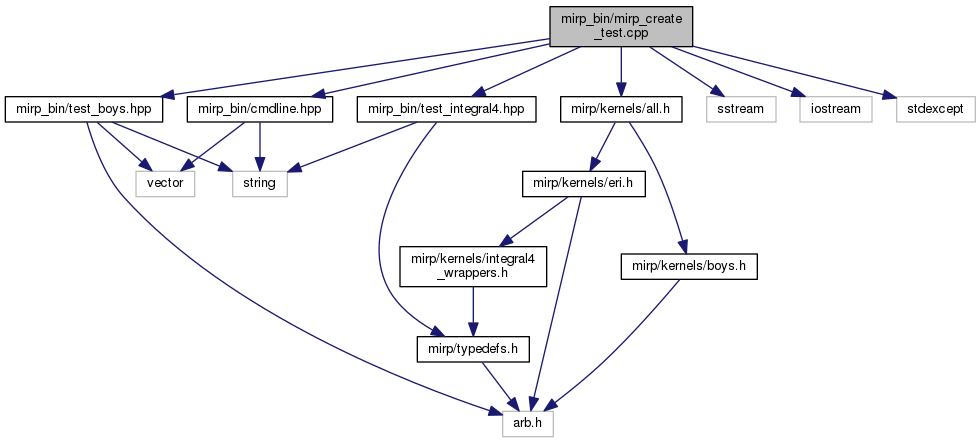 mirp_bin/mirp_create
_test.cpp
mirp_bin/test_boys.hpp
mirp_bin/cmdline.hpp
mirp_bin/test_integral4.hpp
mirp/kernels/all.h
sstream
iostream
stdexcept
vector
string
mirp/kernels/eri.h
mirp/kernels/integral4
_wrappers.h
mirp/kernels/boys.h
mirp/typedefs.h
arb.h